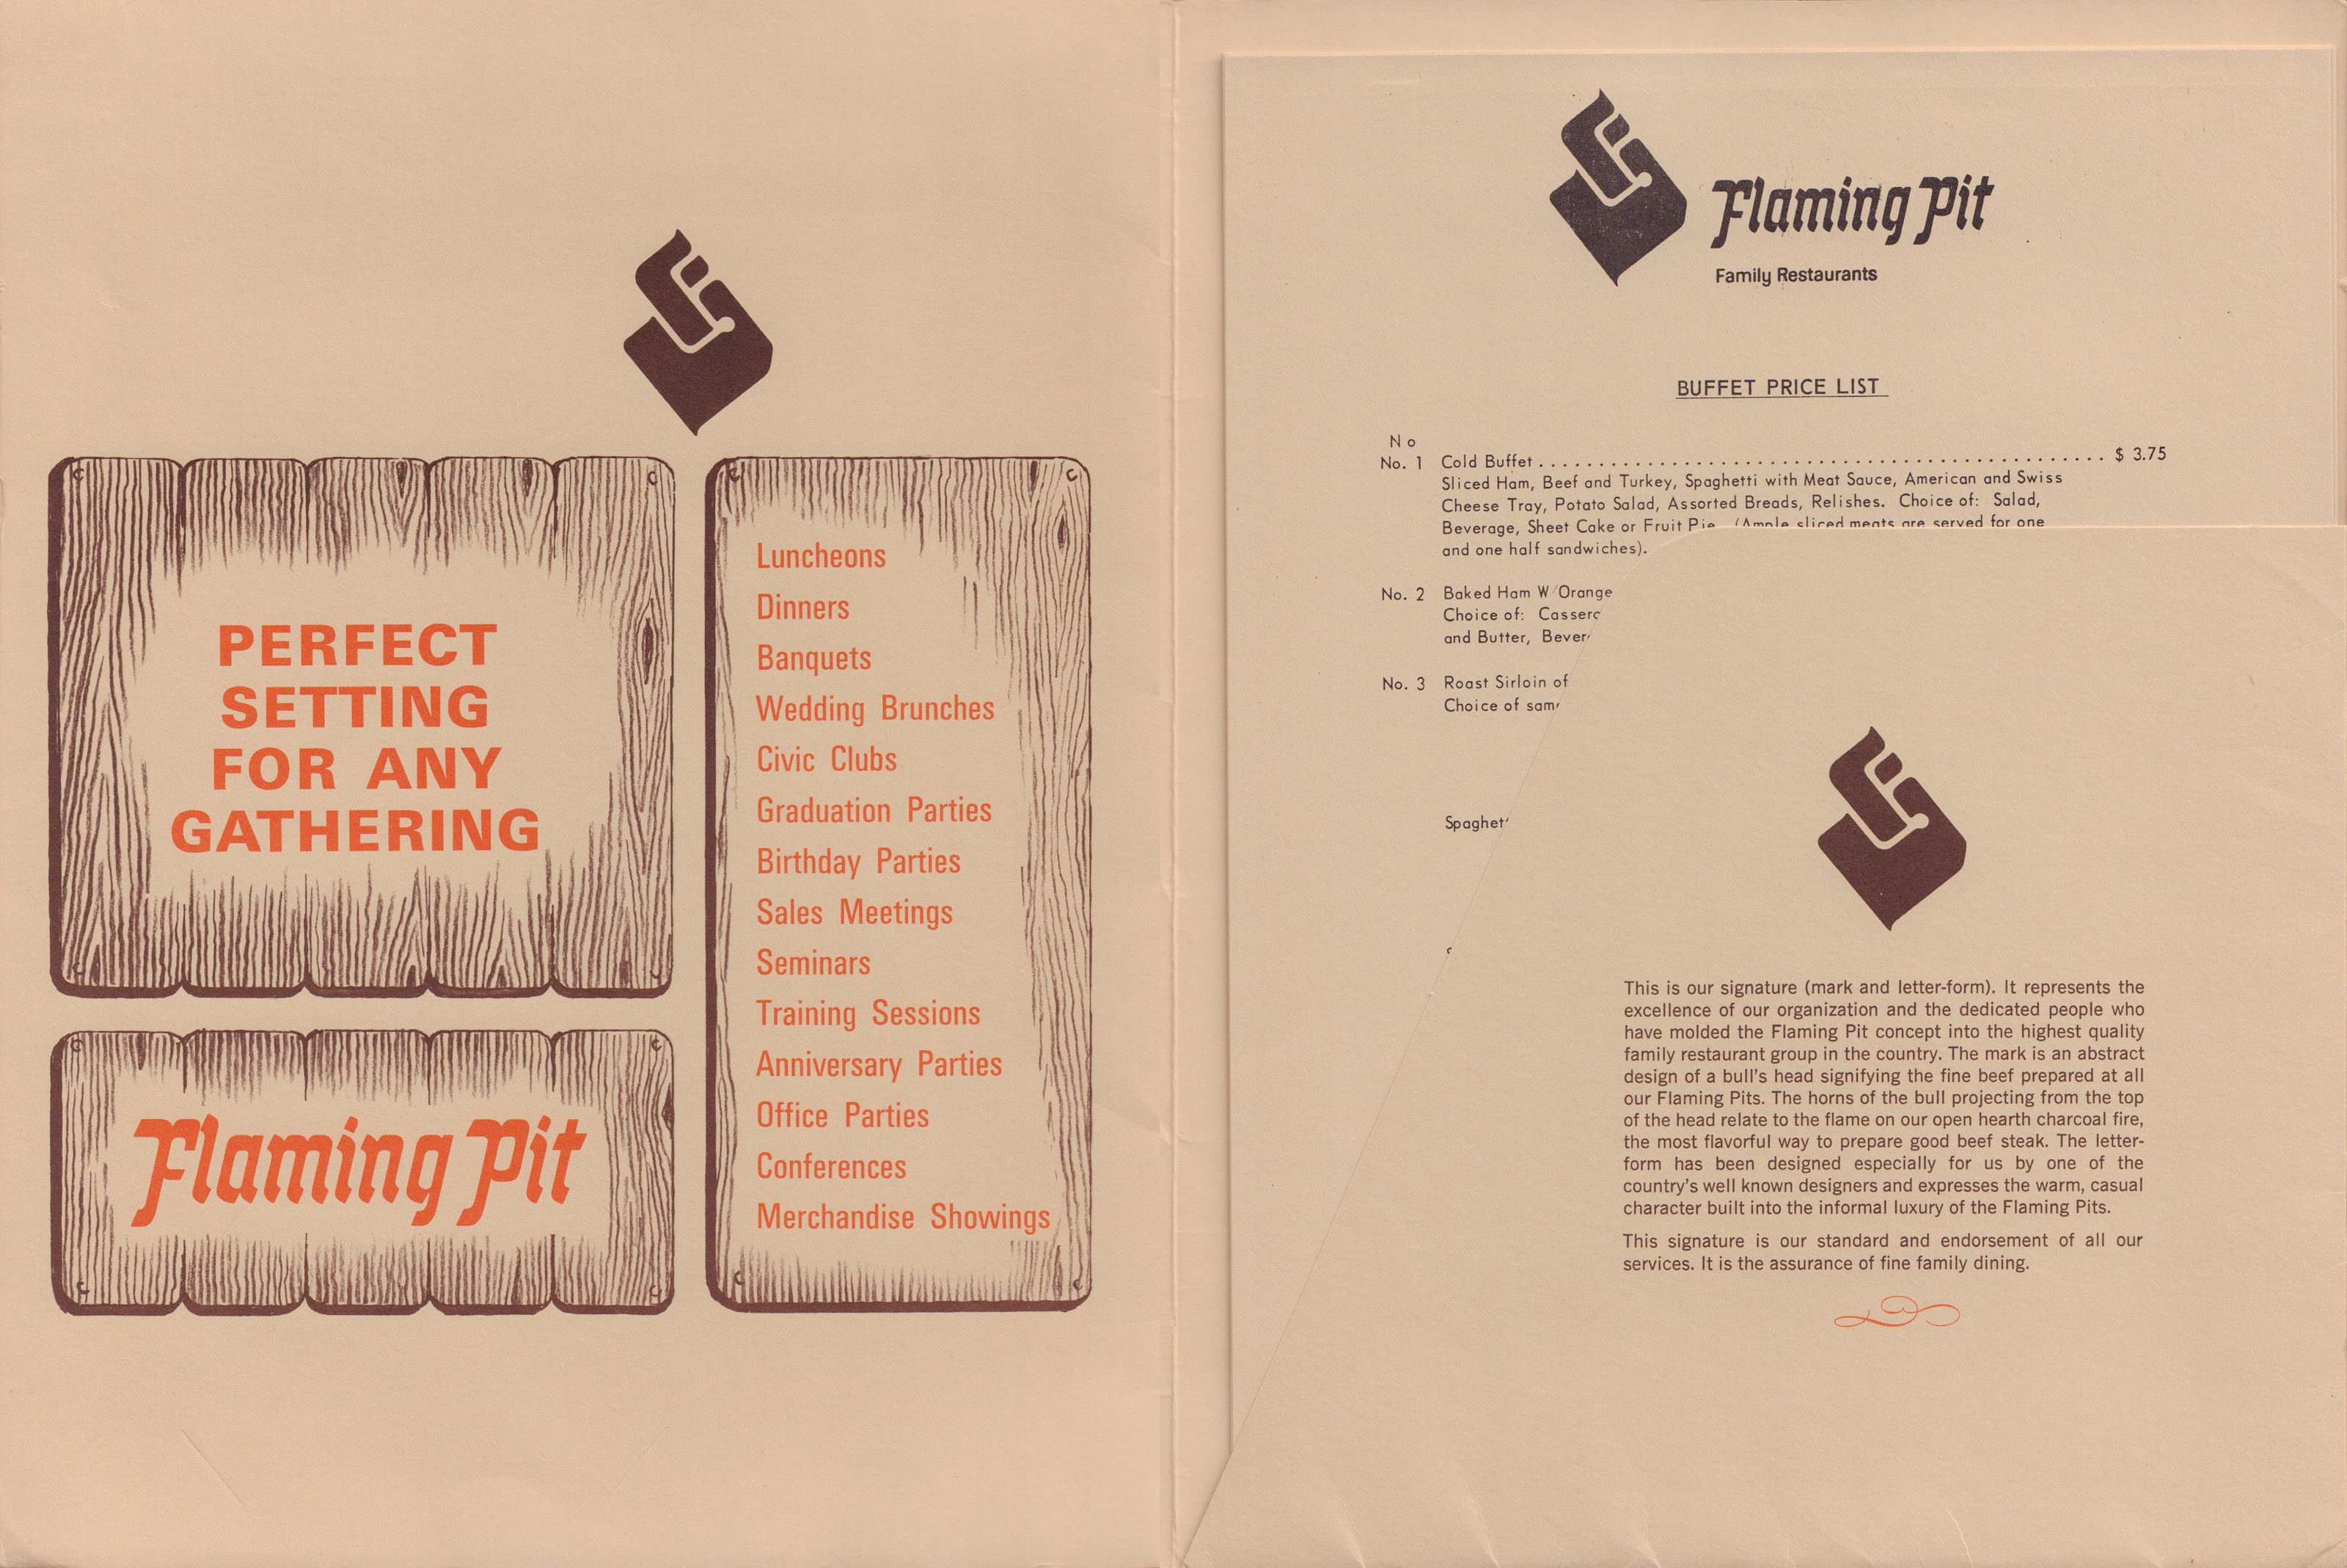 PERFECT
SETTING
FOR ANY
GATHERING
Flaming Pit
Luncheons
Dinners
Banquets
Wedding Brunches
Civic Clubs
Graduation Parties
Birthday Parties
Sales Meetings
Seminars
Training Sessions
Anniversary Parties
Office Parties
Conferences
Merchandise Showings
Flaming Pit
Family Restaurants
BUFFET PRICE LIST
No
No. 1 Cold Buffet . . . . . . . . . . . . . . . . . . . . . . . . . . . . . . . . . . . . . . . . . . . . . . . $ 3.75
Sliced Ham, Beef and Turkey, Spaghetti with Meat Sauce, American and Swiss
Cheese Tray, Potato Salad, Assorted Breads, Relishes. Choice of: Salad,
Beverage, Sheet Cake or Fruit Pie. (Ample sliced meats are served for one
and one half sandwiches).
No. 2 Baked Ham W/Orange
Choice of:
and Butter,
No. 3 Roast Sirloin of
Choice of
This is our signature (mark and letter-form). It represents the
excellence of our organization and the dedicated people who
have molded the Flaming Pit concept into the highest quality
family restaurant group in the country. The mark is an abstract
design of a bull's head signifying the fine beef prepared at all
our Flaming Pits. The horns of the bull projecting from the top
of the head relate to the flame on our open hearth charcoal fire,
the most flavorful way to prepare good beef steak. The letter-
form has been designed especially for us by one of the
country's well known designers and expresses the warm, casual
character built into the informal luxury of the Flaming Pits.
This signature is our standard and endorsement of all our
services. It is the assurance of fine family dining.